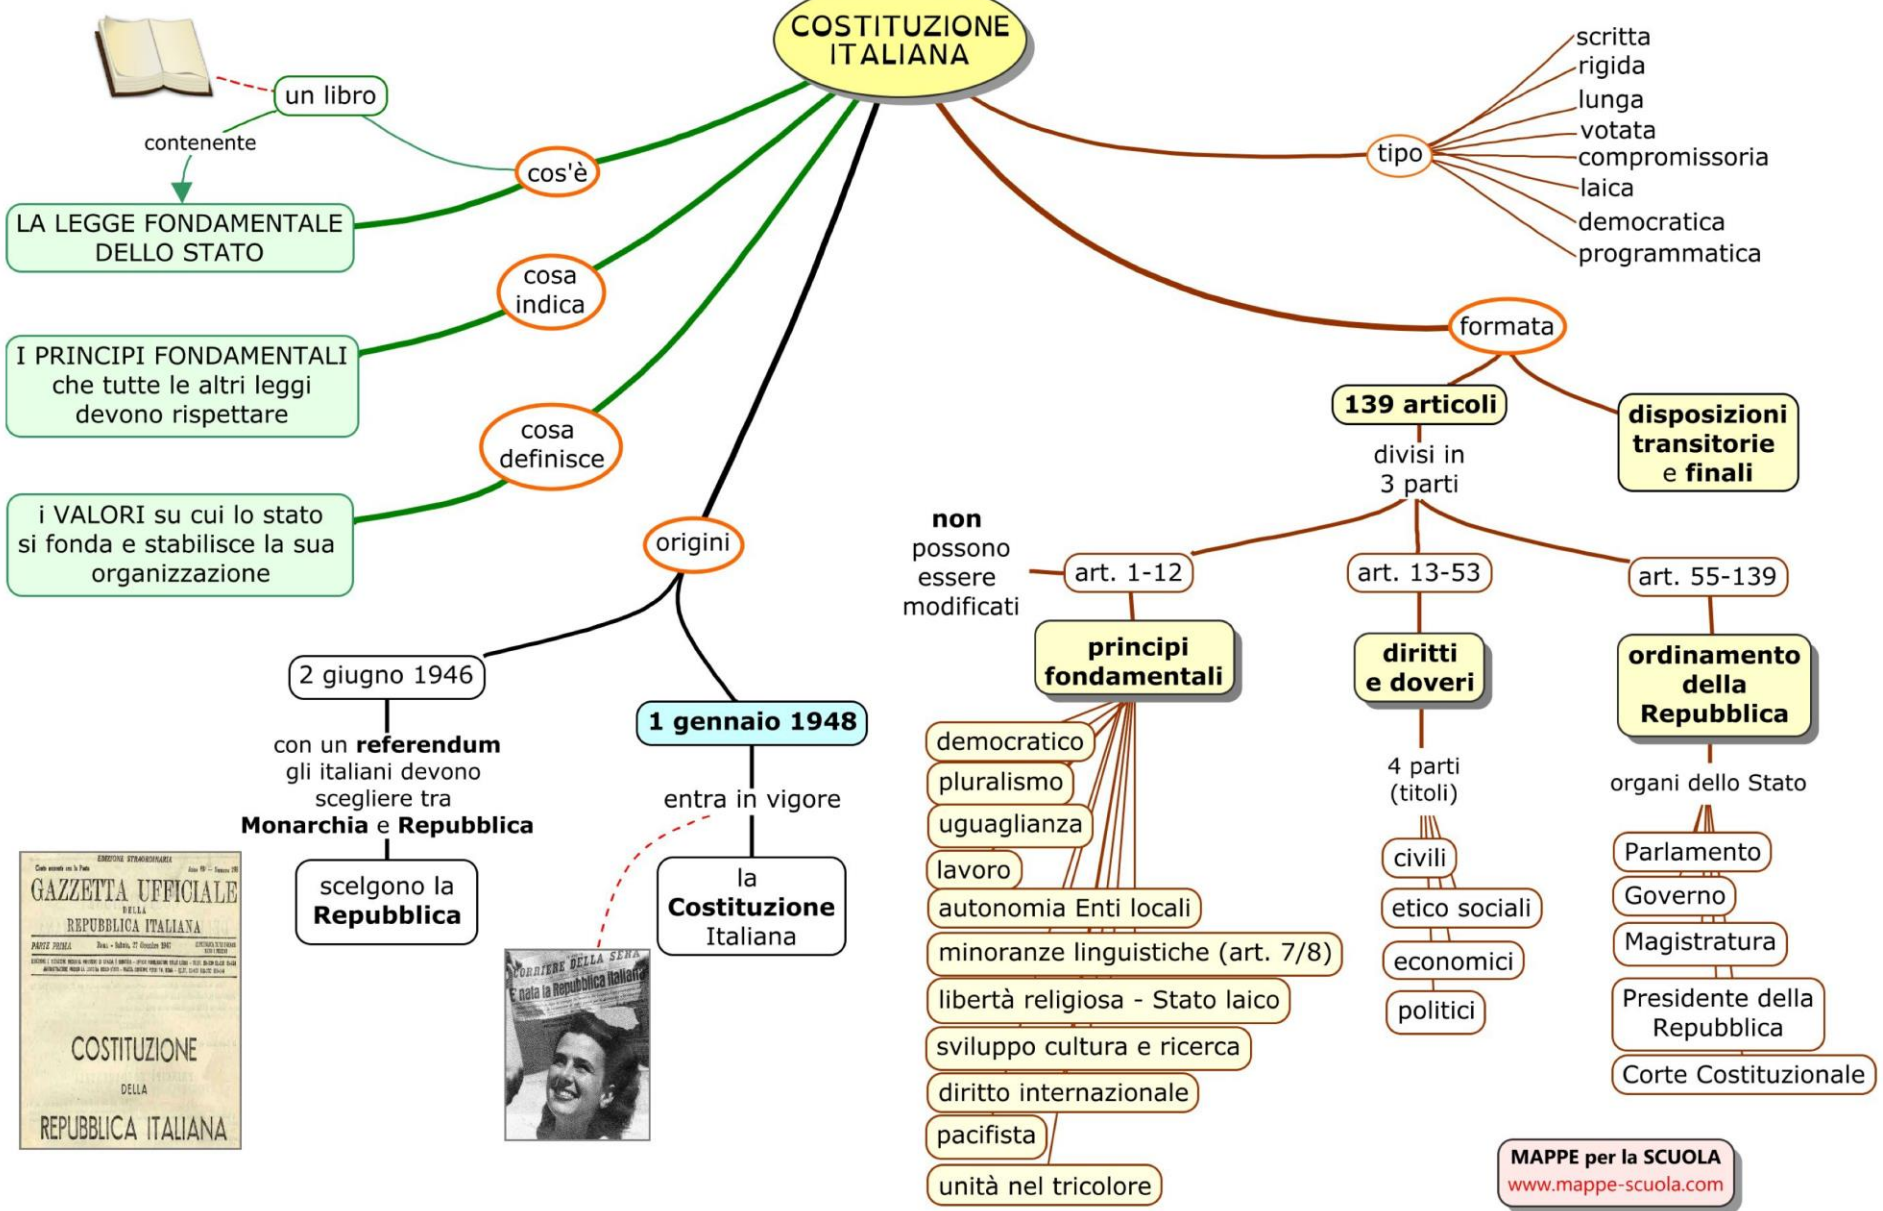 COSTITUZIONE
ITALIANA
un libro
contenente
cos'è
LA LEGGE FONDAMENTALE
DELLO STATO
cosa
indica
I PRINCIPI FONDAMENTALI
che tutte le altri leggi
devono rispettare
cosa
definisce
i VALORI su cui lo stato
si fonda e stabilisce la sua
organizzazione
origini
2 giugno 1946
con un referendum
gli italiani devono
scegliere tra
Monarchia e Repubblica
scelgono la
Repubblica
1 gennaio 1948
entra in vigore
la
Costituzione
Italiana
EDIZIONE STRAORDINARIA
GAZZETTA UFFICIALE
DELLA
REPUBBLICA ITALIANA
PARTE PRIMA
COSTITUZIONE
DELLA
REPUBBLICA ITALIANA
CORRIERE DELLA SERA
E' nata la Repubblica Italiana
tipo
scritta
rigida
lunga
votata
compromissoria
laica
democratica
programmatica
formata
139 articoli
divisi in
3 parti
disposizioni
transitorie
e finali
non
possono
essere
modificati
art. 1-12
principi
fondamentali
democratico
pluralismo
uguaglianza
lavoro
autonomia Enti locali
minoranze linguistiche (art. 7/8)
libertà religiosa - Stato laico
sviluppo cultura e ricerca
diritto internazionale
pacifista
unità nel tricolore
art. 13-53
diritti
e doveri
4 parti
(titoli)
civili
etico sociali
economici
politici
art. 55-139
ordinamento
della
Repubblica
organi dello Stato
Parlamento
Governo
Magistratura
Presidente della
Repubblica
Corte Costituzionale
MAPPE per la SCUOLA
www.mappe-scuola.com